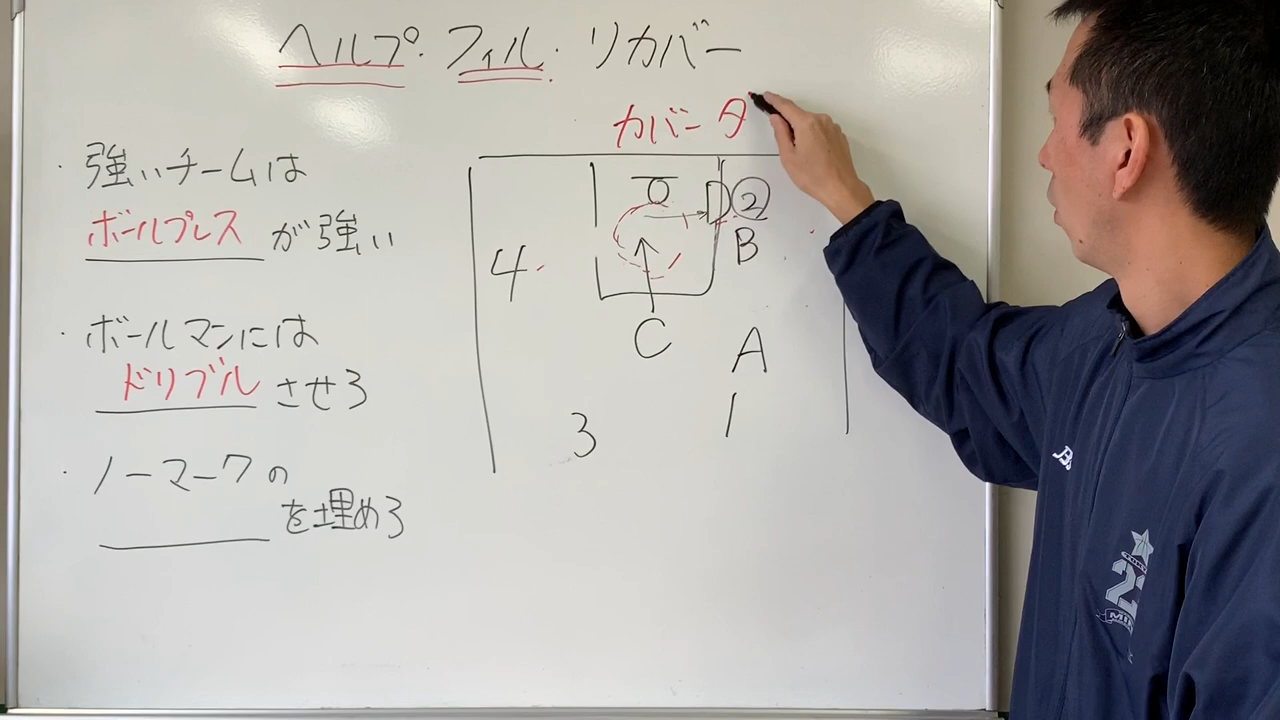 ヘルプ・フィル・リカバー
カバータ
・強いチームは
ボールプレス が強い
・ボールマンには
ドリブル させろ
・ノーマークの
を埋めろ
D ②
B
4
C
A
1
3